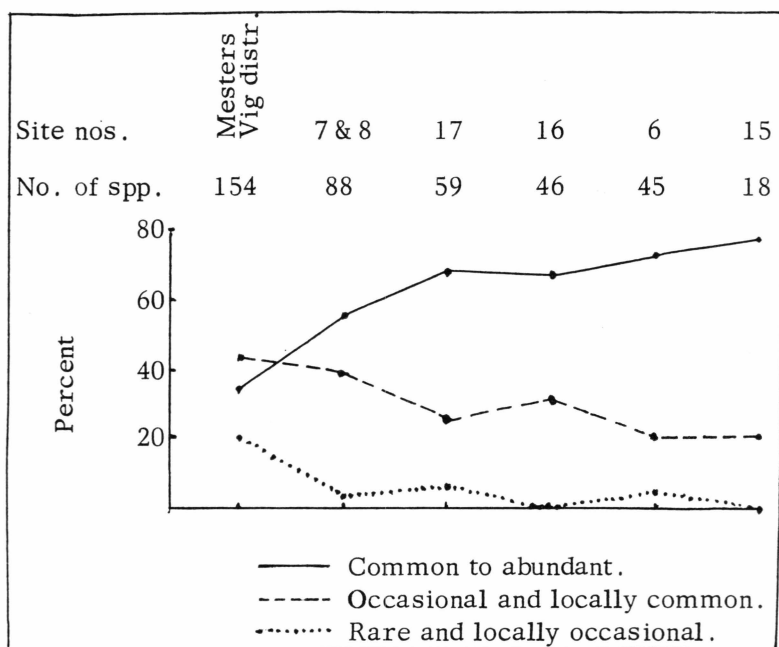 Mesters
Vig distr.
Site nos. 7 & 8 17 16 6 15
No. of spp. 154 88 59 46 45 18
80
60
40
20
Percent
Common to abundant.
Occasional and locally common.
Rare and locally occasional.